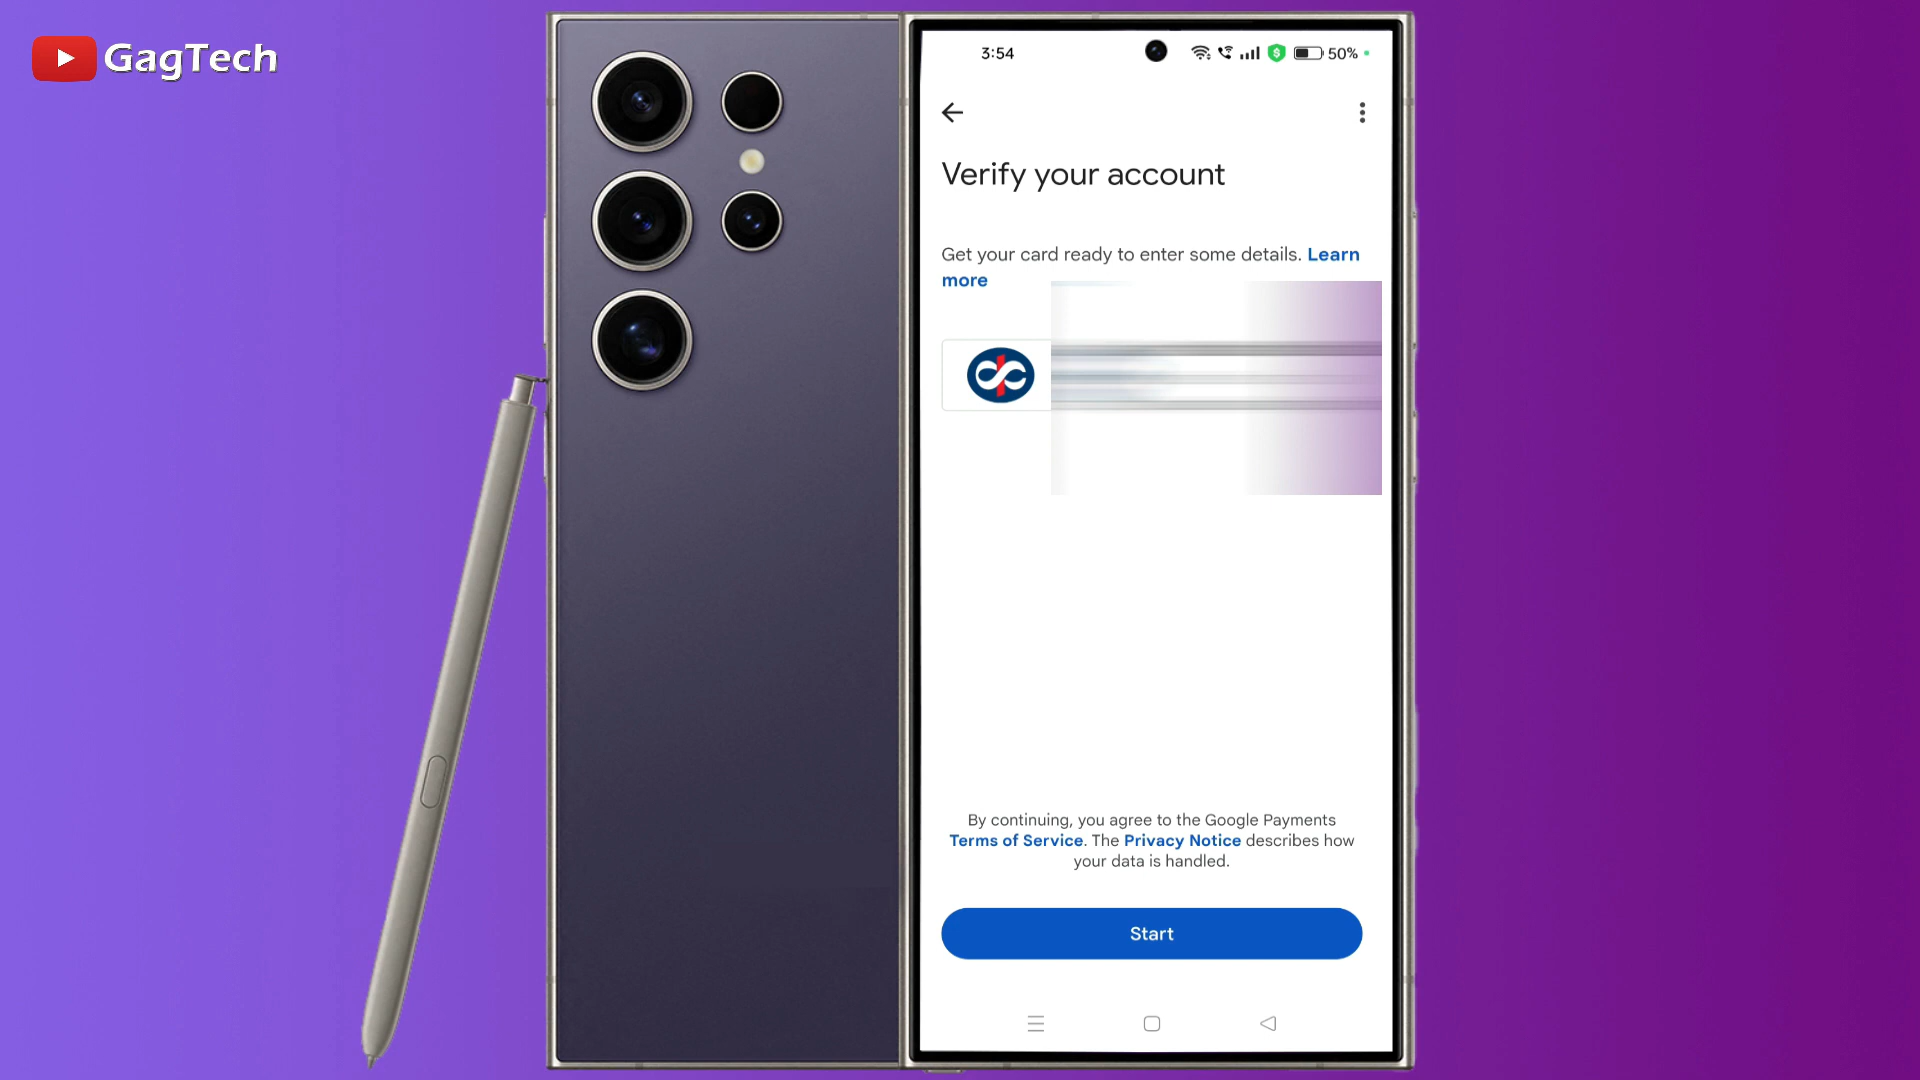 GagTech
3:54
50%
Verify your account
Get your card ready to enter some details. Learn
more
By continuing, you agree to the Google Payments
Terms of Service. The Privacy Notice describes how
your data is handled.
Start